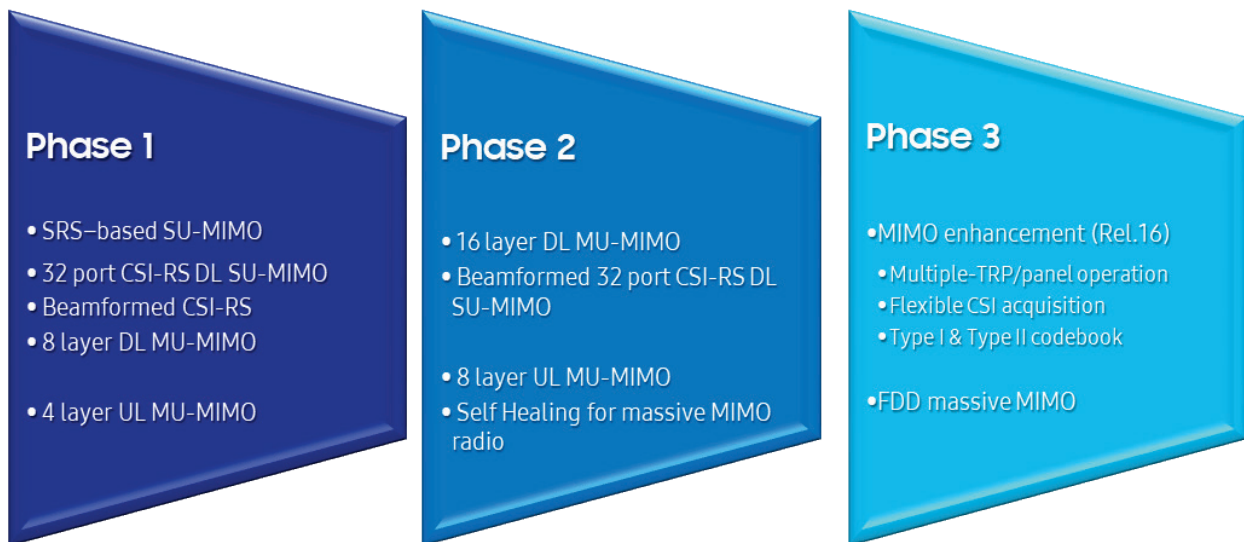 Phase 1
• SRS–based SU-MIMO
• 32 port CSI-RS DL SU-MIMO
• Beamformed CSI-RS
• 8 layer DL MU-MIMO
• 4 layer UL MU-MIMO
Phase 2
• 16 layer DL MU-MIMO
• Beamformed 32 port CSI-RS DL
SU-MIMO
• 8 layer UL MU-MIMO
• Self Healing for massive MIMO
radio
Phase 3
•MIMO enhancement (Rel.16)
•Multiple-TRP/panel operation
•Flexible CSI acquisition
•Type I & Type II codebook
•FDD massive MIMO